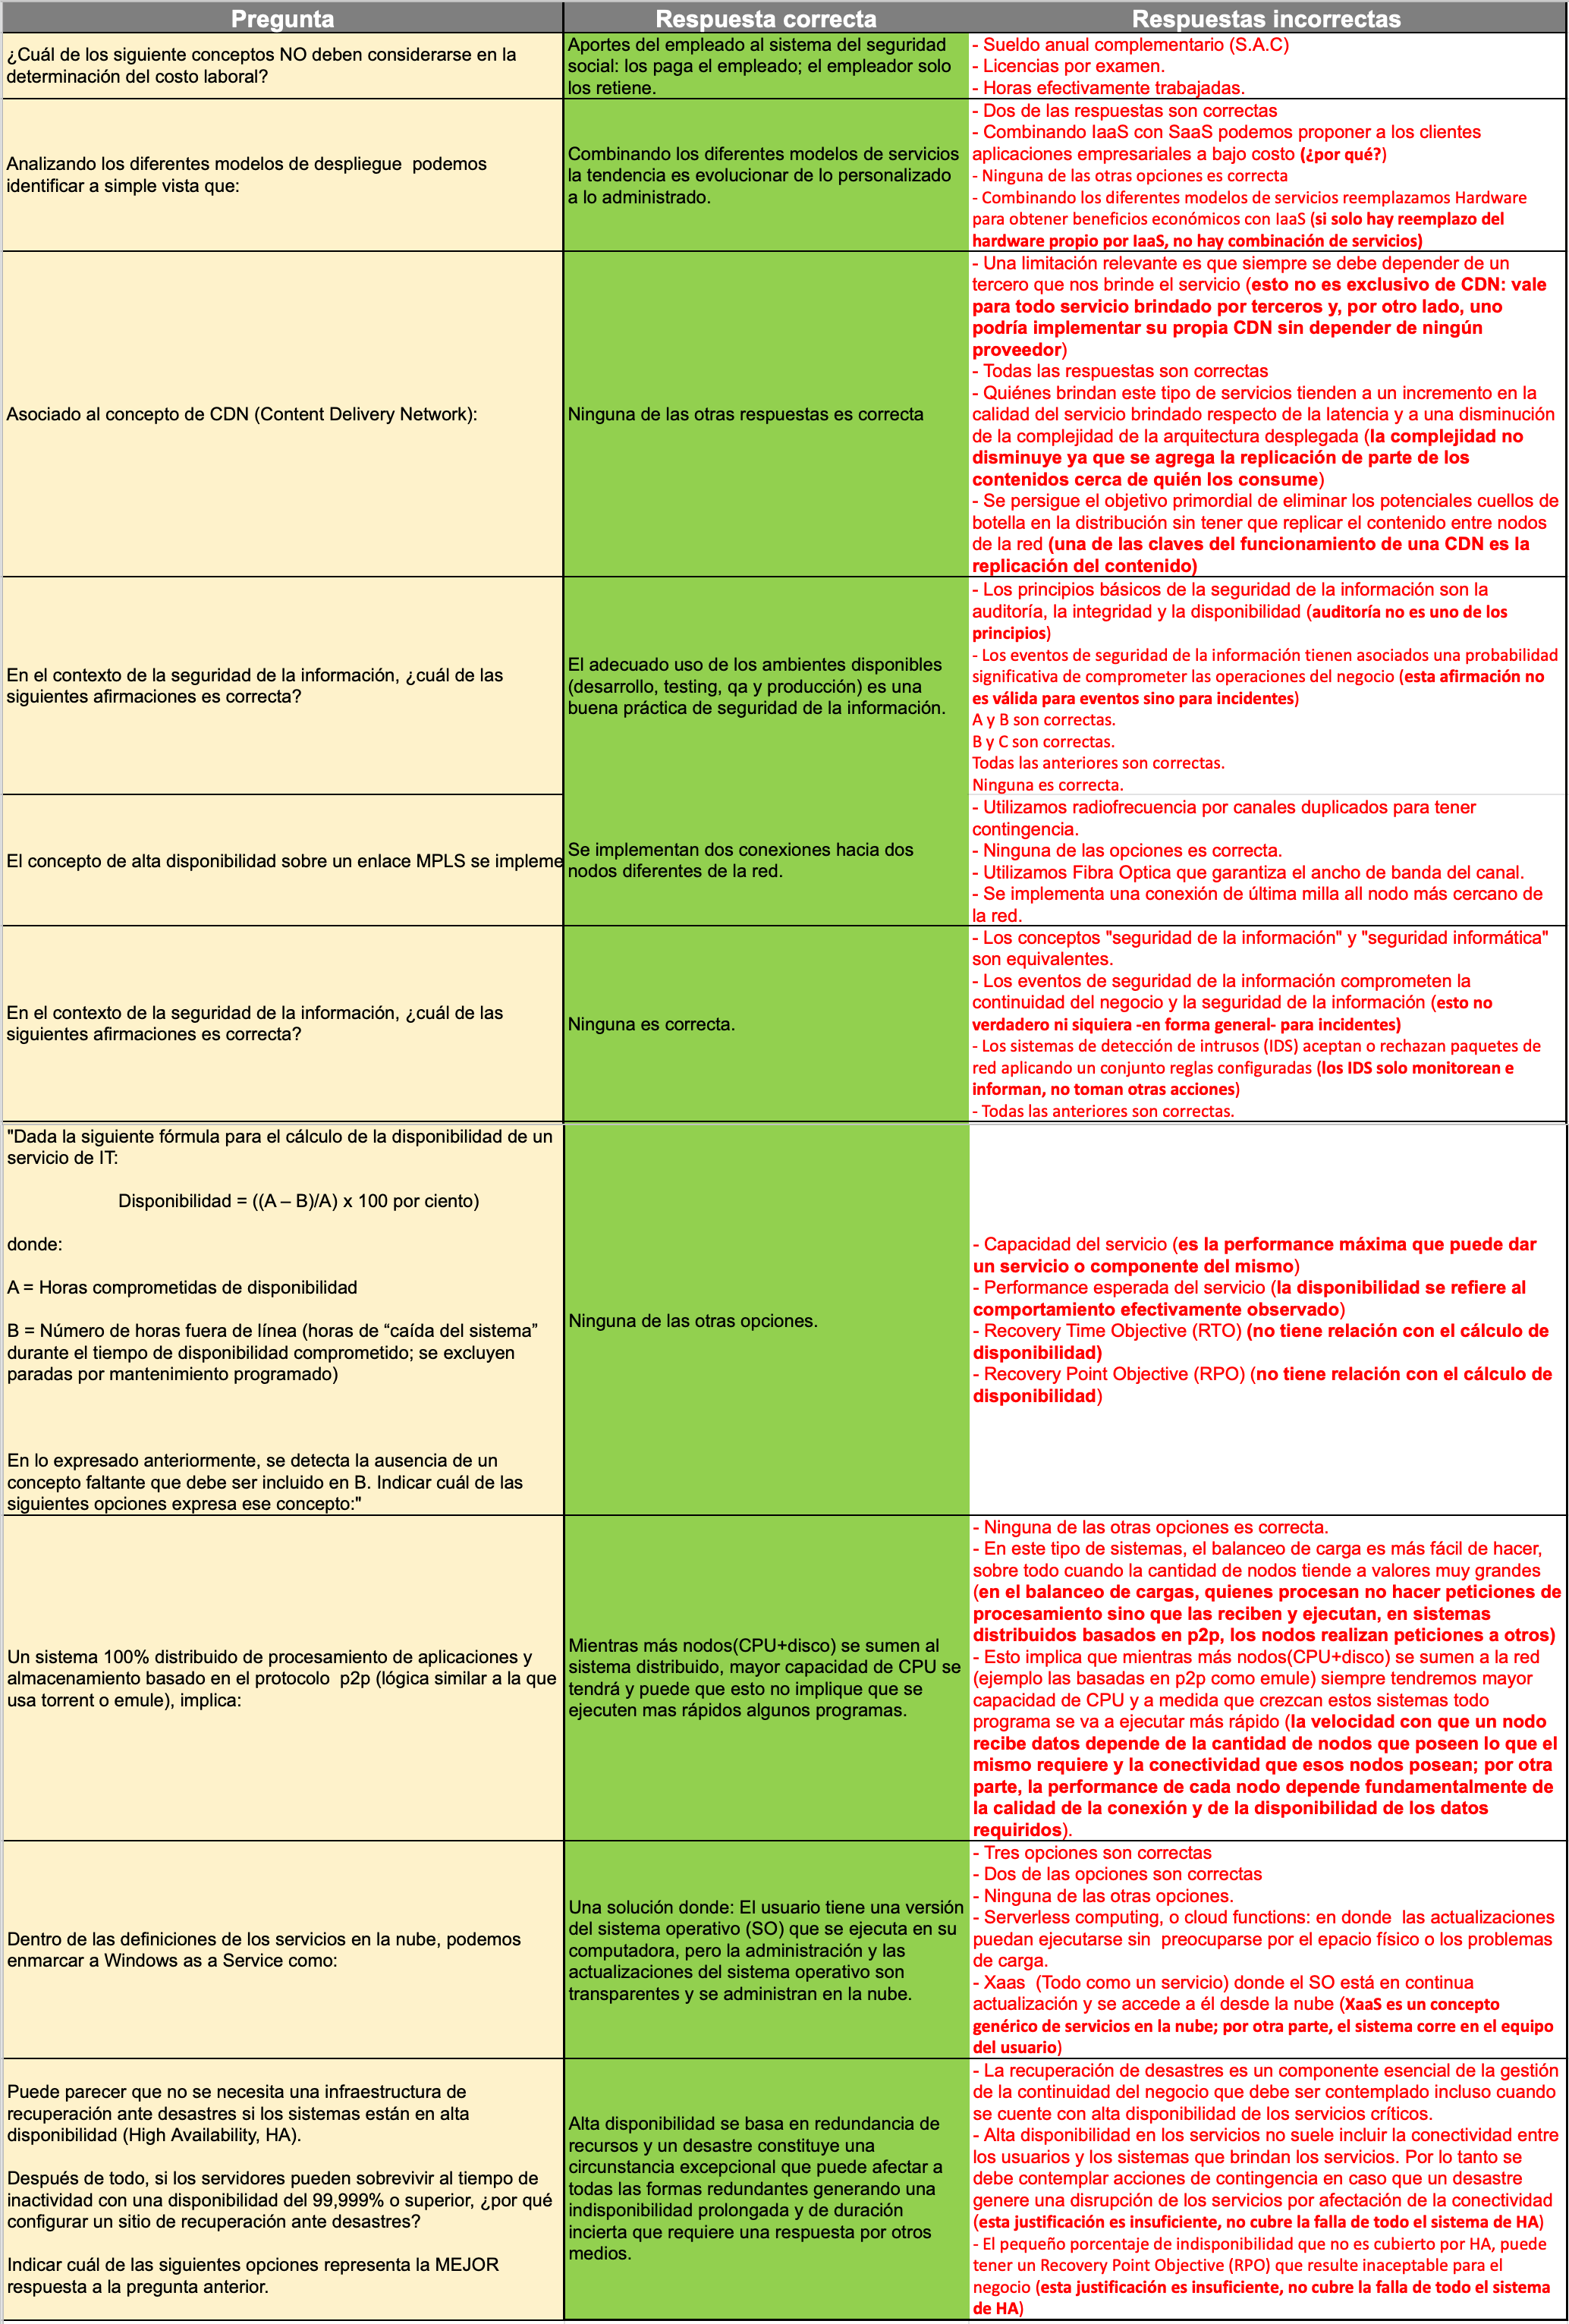 Pregunta
Respuesta correcta
Respuestas incorrectas
¿Cuál de los siguiente conceptos NO deben considerarse en la
determinación del costo laboral?
Aportes del empleado al sistema del seguridad
social: los paga el empleado; el empleador solo
los retiene.
- Sueldo anual complementario (S.A.C)
- Licencias por examen.
- Horas efectivamente trabajadas.
Analizando los diferentes modelos de despliegue  podemos
identificar a simple vista que:
Combinando los diferentes modelos de servicios
la tendencia es evolucionar de lo personalizado
a lo administrado.
- Dos de las respuestas son correctas
- Combinando IaaS con SaaS podemos proponer a los clientes
aplicaciones empresariales a bajo costo (¿por qué?)
- Ninguna de las otras opciones es correcta
- Combinando los diferentes modelos de servicios reemplazamos Hardware
para obtener beneficios económicos con IaaS (si solo hay reemplazo del
hardware propio por IaaS, no hay combinación de servicios)
Asociado al concepto de CDN (Content Delivery Network):
Ninguna de las otras respuestas es correcta
- Una limitación relevante es que siempre se debe depender de un
tercero que nos brinde el servicio (esto no es exclusivo de CDN: vale
para todo servicio brindado por terceros y, por otro lado, uno
podría implementar su propia CDN sin depender de ningún
proveedor)
- Todas las respuestas son correctas
- Quiénes brindan este tipo de servicios tienden a un incremento en la
calidad del servicio brindado respecto de la latencia y a una disminución
de la complejidad de la arquitectura desplegada (la complejidad no
disminuye ya que se agrega la replicación de parte de los
contenidos cerca de quién los consume)
- Se persigue el objetivo primordial de eliminar los potenciales cuellos de
botella en la distribución sin tener que replicar el contenido entre nodos
de la red (una de las claves del funcionamiento de una CDN es la
replicación del contenido)
En el contexto de la seguridad de la información, ¿cuál de las
siguientes afirmaciones es correcta?
El adecuado uso de los ambientes disponibles
(desarrollo, testing, qa y producción) es una
buena práctica de seguridad de la información.
- Los principios básicos de la seguridad de la información son la
auditoría, la integridad y la disponibilidad (auditoría no es uno de los
principios)
- Los eventos de seguridad de la información tienen asociados una probabilidad
significativa de comprometer las operaciones del negocio (esta afirmación no
es válida para eventos sino para incidentes)
A y B son correctas.
B y C son correctas.
Todas las anteriores son correctas.
Ninguna es correcta.
El concepto de alta disponibilidad sobre un enlace MPLS se impleme
Se implementan dos conexiones hacia dos
nodos diferentes de la red.
- Utilizamos radiofrecuencia por canales duplicados para tener
contingencia.
- Ninguna de las opciones es correcta.
- Utilizamos Fibra Optica que garantiza el ancho de banda del canal.
- Se implementa una conexión de última milla all nodo más cercano de
la red.
En el contexto de la seguridad de la información, ¿cuál de las
siguientes afirmaciones es correcta?
Ninguna es correcta.
- Los conceptos "seguridad de la información" y "seguridad informática"
son equivalentes.
- Los eventos de seguridad de la información comprometen la
continuidad del negocio y la seguridad de la información (esto no
verdadero ni siquiera -en forma general- para incidentes)
- Los sistemas de detección de intrusos (IDS) aceptan o rechazan paquetes de
red aplicando un conjunto reglas configuradas (los IDS solo monitorean e
informan, no toman otras acciones)
- Todas las anteriores son correctas.
"Dada la siguiente fórmula para el cálculo de la disponibilidad de un
servicio de IT:
Disponibilidad = ((A – B)/A) x 100 por ciento)
donde:
A = Horas comprometidas de disponibilidad
B = Número de horas fuera de línea (horas de “caída del sistema”
durante el tiempo de disponibilidad comprometido; se excluyen
paradas por mantenimiento programado)
En lo expresado anteriormente, se detecta la ausencia de un
concepto faltante que debe ser incluido en B. Indicar cuál de las
siguientes opciones expresa ese concepto:"
Ninguna de las otras opciones.
- Capacidad del servicio (es la performance máxima que puede dar
un servicio o componente del mismo)
- Performance esperada del servicio (la disponibilidad se refiere al
comportamiento efectivamente observado)
- Recovery Time Objective (RTO) (no tiene relación con el cálculo de
disponibilidad)
- Recovery Point Objective (RPO) (no tiene relación con el cálculo de
disponibilidad)
Un sistema 100% distribuido de procesamiento de aplicaciones y
almacenamiento basado en el protocolo  p2p (lógica similar a la que
usa torrent o emule), implica:
Mientras más nodos(CPU+disco) se sumen al
sistema distribuido, mayor capacidad de CPU se
tendrá y puede que esto no implique que se
ejecuten mas rápidos algunos programas.
- Ninguna de las otras opciones es correcta.
- En este tipo de sistemas, el balanceo de carga es más fácil de hacer,
sobre todo cuando la cantidad de nodos tiende a valores muy grandes
(en el balanceo de cargas, quienes procesan no hacer peticiones de
procesamiento sino que las reciben y ejecutan, en sistemas
distribuidos basados en p2p, los nodos realizan peticiones a otros)
- Esto implica que mientras más nodos(CPU+disco) se sumen a la red
(ejemplo las basadas en p2p como emule) siempre tendremos mayor
capacidad de CPU y a medida que crezcan estos sistemas todo
programa se va a ejecutar más rápido (la velocidad con que un nodo
recibe datos depende de la cantidad de nodos que poseen lo que el
mismo requiere y la conectividad que esos nodos posean; por otra
parte, la performance de cada nodo depende fundamentalmente de
la calidad de la conexión y de la disponibilidad de los datos
requiridos).
Dentro de las definiciones de los servicios en la nube, podemos
enmarcar a Windows as a Service como:
Una solución donde: El usuario tiene una versión
del sistema operativo (SO) que se ejecuta en su
computadora, pero la administración y las
actualizaciones del sistema operativo son
transparentes y se administran en la nube.
- Tres opciones son correctas
- Dos de las opciones son correctas
- Ninguna de las otras opciones.
- Serverless computing, o cloud functions: en donde  las actualizaciones
puedan ejecutarse sin  preocuparse por el epacio físico o los problemas
de carga.
- Xaas  (Todo como un servicio) donde el SO está en continua
actualización y se accede a él desde la nube (XaaS es un concepto
genérico de servicios en la nube; por otra parte, el sistema corre en el equipo
del usuario)
Puede parecer que no se necesita una infraestructura de
recuperación ante desastres si los sistemas están en alta
disponibilidad (High Availability, HA).
Después de todo, si los servidores pueden sobrevivir al tiempo de
inactividad con una disponibilidad del 99,999% o superior, ¿por qué
configurar un sitio de recuperación ante desastres?
Indicar cuál de las siguientes opciones representa la MEJOR
respuesta a la pregunta anterior.
Alta disponibilidad se basa en redundancia de
recursos y un desastre constituye una
circunstancia excepcional que puede afectar a
todas las formas redundantes generando una
indisponibilidad prolongada y de duración
incierta que requiere una respuesta por otros
medios.
- La recuperación de desastres es un componente esencial de la gestión
de la continuidad del negocio que debe ser contemplado incluso cuando
se cuente con alta disponibilidad de los servicios críticos.
- Alta disponibilidad en los servicios no suele incluir la conectividad entre
los usuarios y los sistemas que brindan los servicios. Por lo tanto se
debe contemplar acciones de contingencia en caso que un desastre
genere una disrupción de los servicios por afectación de la conectividad
(esta justificación es insuficiente, no cubre la falla de todo el sistema de HA)
- El pequeño porcentaje de indisponibilidad que no es cubierto por HA, puede
tener un Recovery Point Objective (RPO) que resulte inaceptable para el
negocio (esta justificación es insuficiente, no cubre la falla de todo el sistema
de HA)